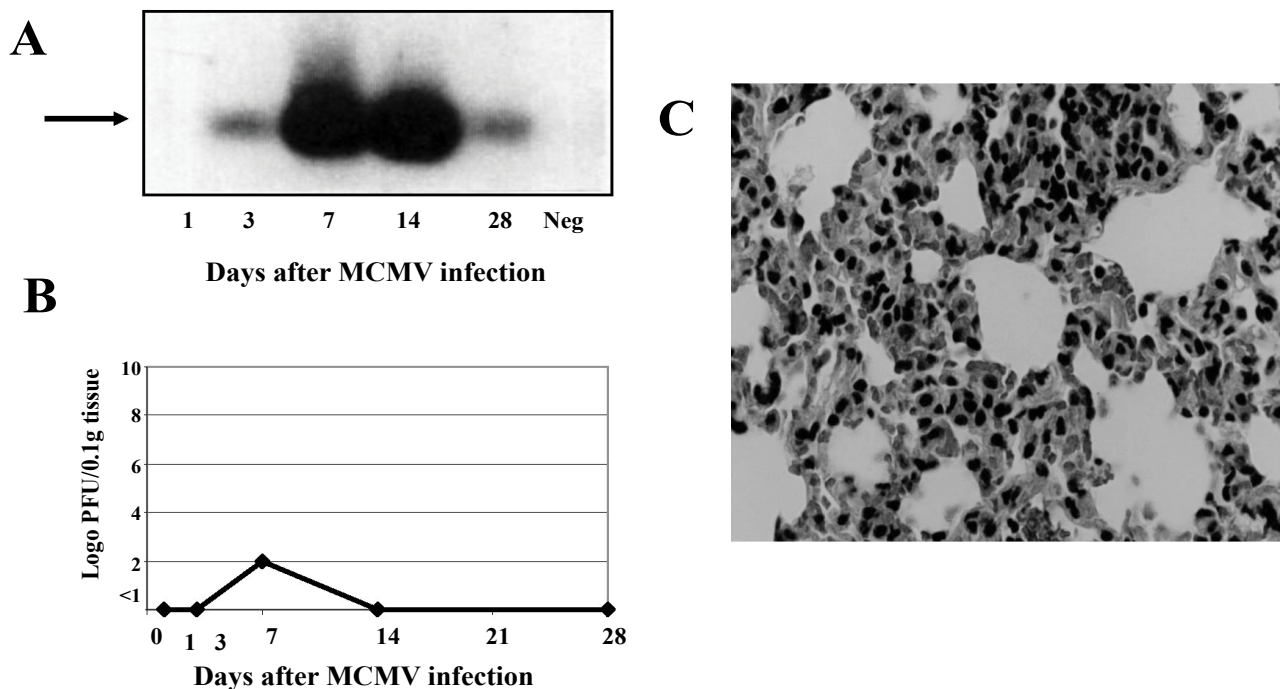 A
1 3 7 14 28 Neg
Days after MCMV infection
B
Logo PFU/0.1g tissue
10
8
6
4
2
<1
0 1 3 7 14 21 28
Days after MCMV infection
C